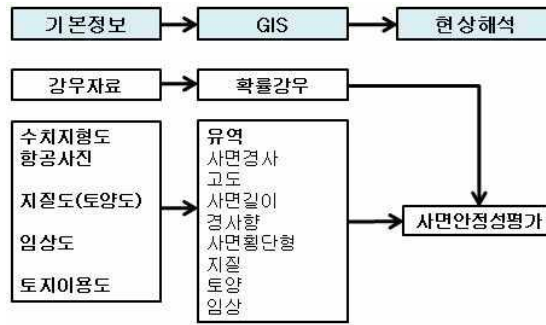 기본정보
GIS
현상해석
강우자료
확률강우
수치지형도
항공사진
지질도(토양도)
임상도
토지이용도
유역
사면경사
고도
사면길이
경사향
사면횡단형
지질
토양
임상
사면안정성평가